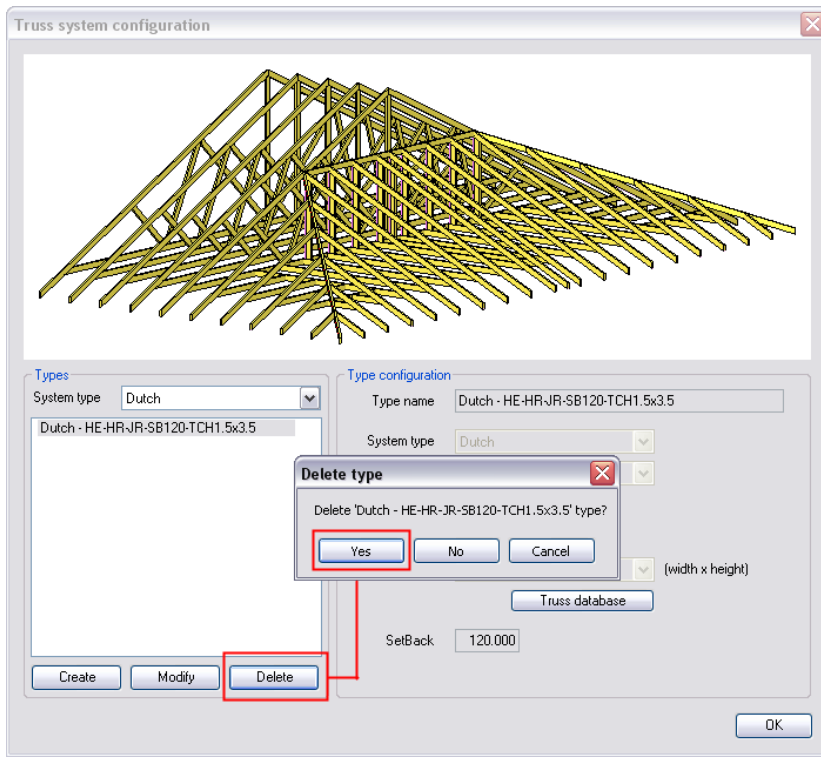 Truss system configuration
Types
System type Dutch
Dutch - HE-HR-JR-SB120-TCH1.5x3.5
Create Modify Delete
Type configuration
Type name Dutch - HE-HR-JR-SB120-TCH1.5x3.5
System type Dutch
Delete type
Delete 'Dutch - HE-HR-JR-SB120-TCH1.5x3.5' type?
Yes No Cancel
(width x height)
Truss database
SetBack 120.000
OK